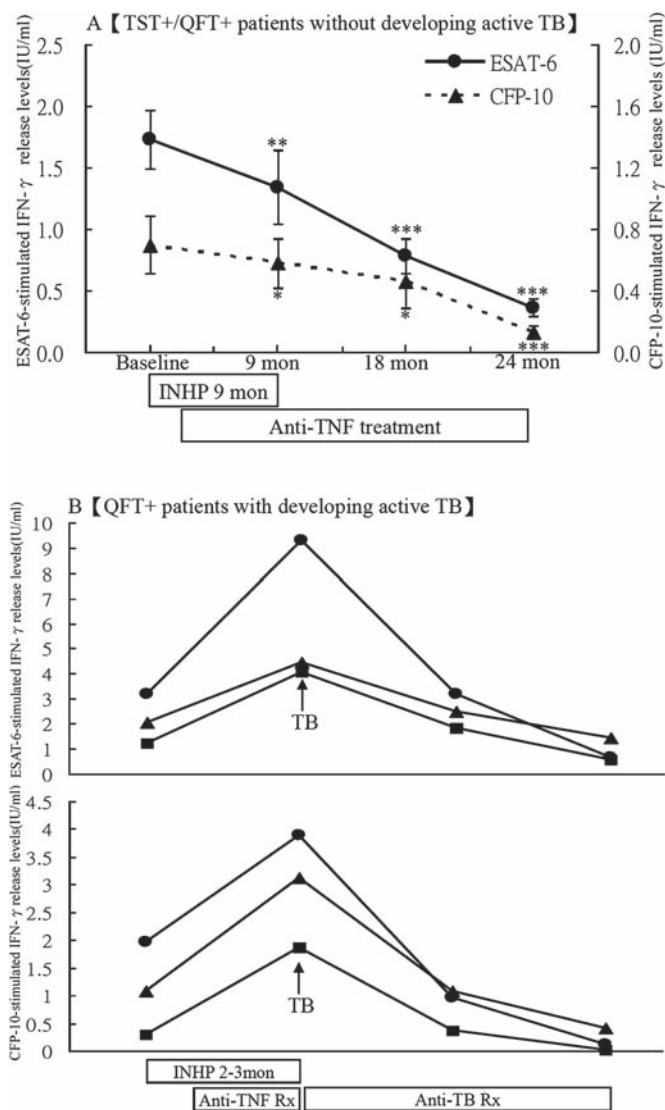 A【TST+/QFT+ patients without developing active TB】
ESAT-6-stimulated IFN-γ release levels(IU/ml)
2.5
2.0
1.5
1.0
0.5
0.0
CFP-10-stimulated IFN-γ release levels (IU/ml)
2.0
1.6
1.2
0.8
0.4
0.0
ESAT-6
CFP-10
**
***
***
*
*
***
Baseline 9 mon 18 mon 24 mon
INHP 9 mon
Anti-TNF treatment
B【QFT+ patients with developing active TB】
ESAT-6-stimulated IFN-γ release levels(IU/ml)
10
9
8
7
6
5
4
3
2
1
0
TB
CFP-10-stimulated IFN-γ release levels(IU/ml)
4.5
4
3.5
3
2.5
2
1.5
1
0.5
0
TB
INHP 2-3mon
Anti-TNF Rx
Anti-TB Rx